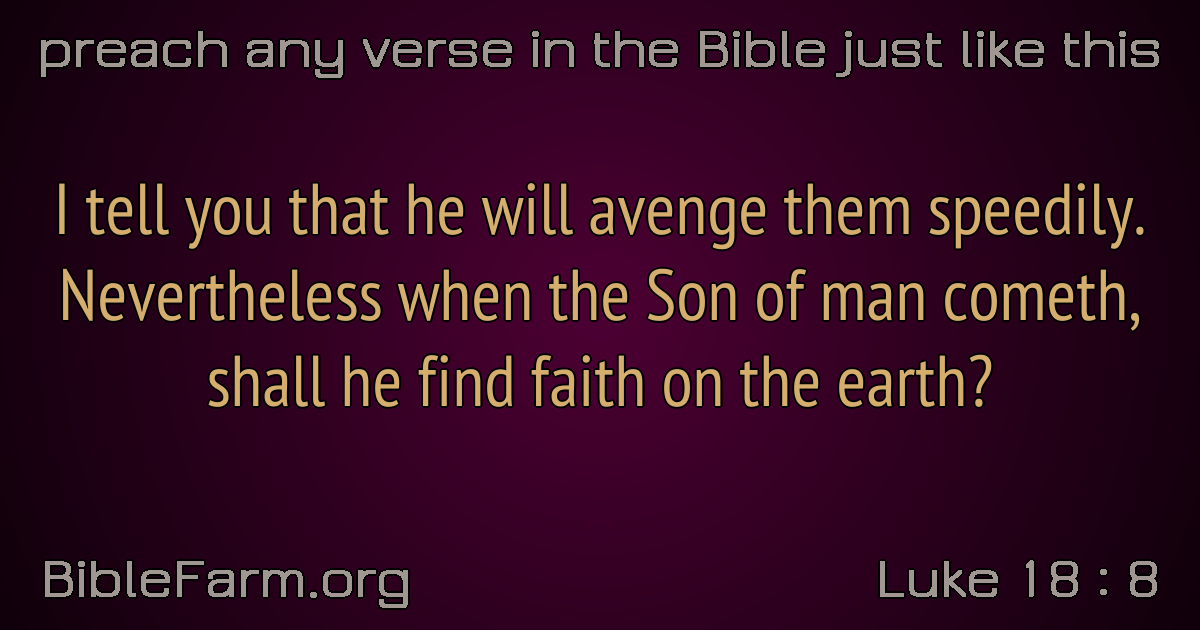 preach any verse in the Bible just like this
I tell you that he will avenge them speedily.
Nevertheless when the Son of man cometh,
shall he find faith on the earth?
BibleFarm.org
Luke 18 : 8